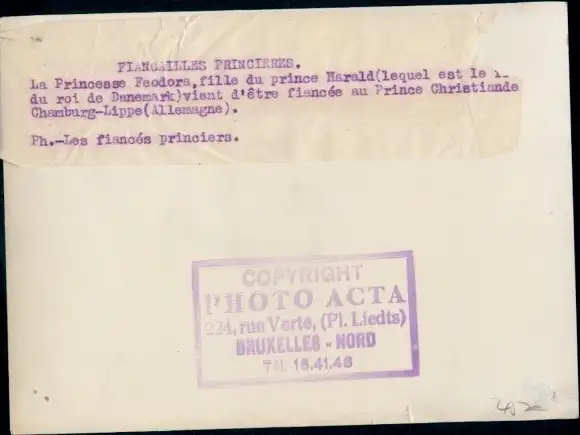 FIANCAILLES PRINCIERES.
La Princesse Feodora,fille du prince Harald(lequel est le
du roi de Danemark)vient d'être fiancée au Prince Christiande
Chamburg-Lippe(Allemagne).
Ph.-Les fiancés princiers.
COPYRIGHT
PHOTO ACTA
224, rue Verte, (Pl. Liedts)
BRUXELLES - NORD
Tél. 16.41.48